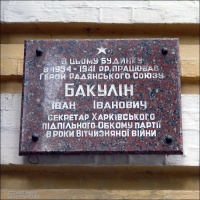 В ЦЬОМУ БУДИНКУ
В 1934 - 1941 РР. ПРАЦЮВАВ
ГЕРОЙ РАДЯНСЬКОГО СОЮЗУ
БАКУЛІН
ІВАН ІВАНОВИЧ
СЕКРЕТАР ХАРКІВСЬКОГО
ПІДПІЛЬНОГО ОБКОМУ ПАРТІЇ
В РОКИ ВІТЧИЗНЯНОЇ ВІЙНИ